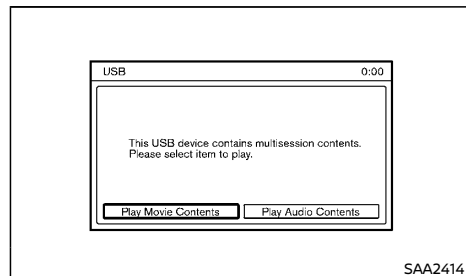 USB 0:00
This USB device contains multisession contents.
Please select item to play.
Play Movie Contents Play Audio Contents
SAA2414